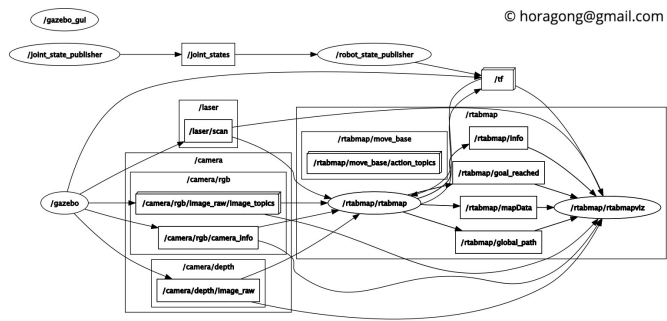 © horagong@gmail.com
/gazebo_gui
/joint_state_publisher
/joint_states
/robot_state_publisher
/tf
/laser
/laser/scan
/rtabmap
/rtabmap/info
/rtabmap/move_base
/rtabmap/move_base/action_topics
/rtabmap/goal_reached
/camera
/camera/rgb
/gazebo
/camera/rgb/image_raw/image_topics
/rtabmap/rtabmap
/rtabmap/mapData
/rtabmap/rtabmapviz
/camera/rgb/camera_info
/rtabmap/global_path
/camera/depth
/camera/depth/image_raw